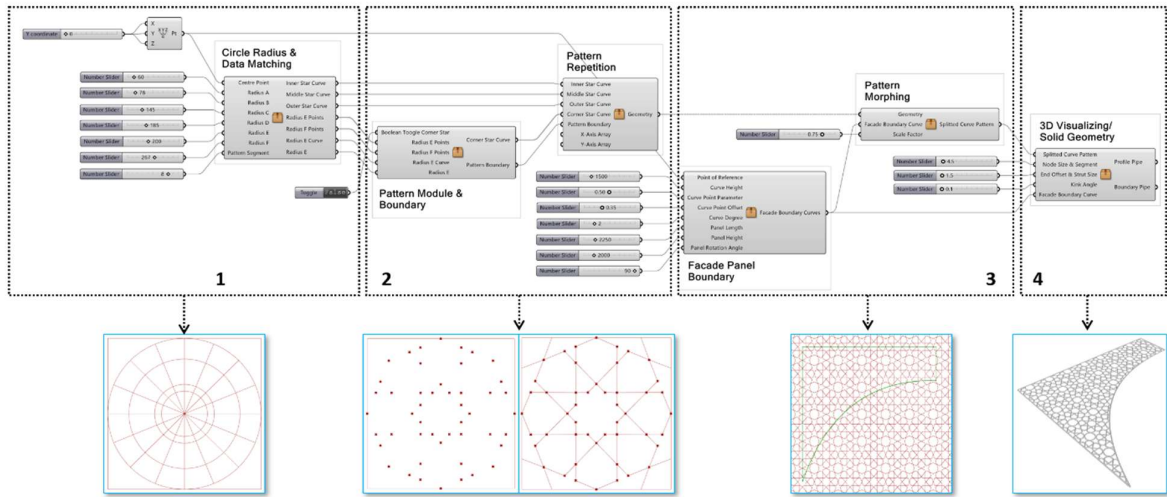 Y coordinate
0
X
Y
Z
Pt
Circle Radius &
Data Matching
Number Slider 60
Number Slider 78
Number Slider 145
Number Slider 185
Number Slider 209
Number Slider 267
Number Slider 8
Centre Point
Radius A
Radius B
Radius C
Radius D
Radius E
Radius F
Pattern Segment
Inner Star Curve
Middle Star Curve
Outer Star Curve
Radius E Points
Radius F Points
Radius E Curve
Radius E
Toggle
1
Boolean Toogle Corner Star
Radius E Points
Radius F Points
Radius E Curve
Radius E
Corner Star Curve
Pattern Boundary
Pattern Module &
Boundary
Pattern
Repetition
Inner Star Curve
Middle Star Curve
Outer Star Curve
Corner Star Curve
Pattern Boundary
X-Axis Array
Y-Axis Array
Geometry
2
Number Slider 1500
Number Slider 0.50
Number Slider 0.15
Number Slider 2
Number Slider 2250
Number Slider 2000
Number Slider 90
Point of Reference
Curve Height
Curve Point Parameter
Curve Point Offset
Curve Degree
Panel Length
Panel Height
Panel Rotation Angle
Facade Boundary Curves
Facade Panel
Boundary
Pattern
Morphing
Number Slider 0.75
Geometry
Facade Boundary Curve
Scale Factor
Splitted Curve Pattern
Number Slider 4.5
Number Slider 1.5
Number Slider 0.1
3
3D Visualizing/
Solid Geometry
Splitted Curve Pattern
Node Size & Segment
End Offset & Strut Size
Kink Angle
Facade Boundary Curve
Profile Pipe
Boundary Pipe
4